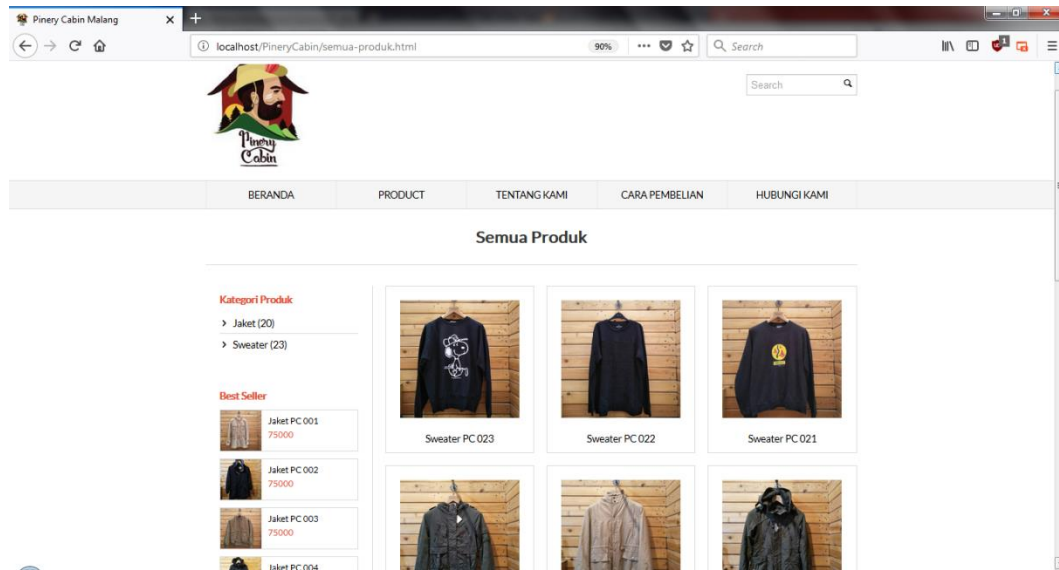 Pinery Cabin Malang
localhost/PineryCabin/semua-produk.html
90%
Search
1
Pinery
Cabin
Search
BERANDA PRODUCT TENTANG KAMI CARA PEMBELIAN HUBUNGI KAMI
Semua Produk
Kategori Produk
Jaket (20)
Sweater (23)
Best Seller
Jaket PC 001
75000
Jaket PC 002
75000
Jaket PC 003
75000
Jaket PC 004
Sweater PC 023
Sweater PC 022
Sweater PC 021